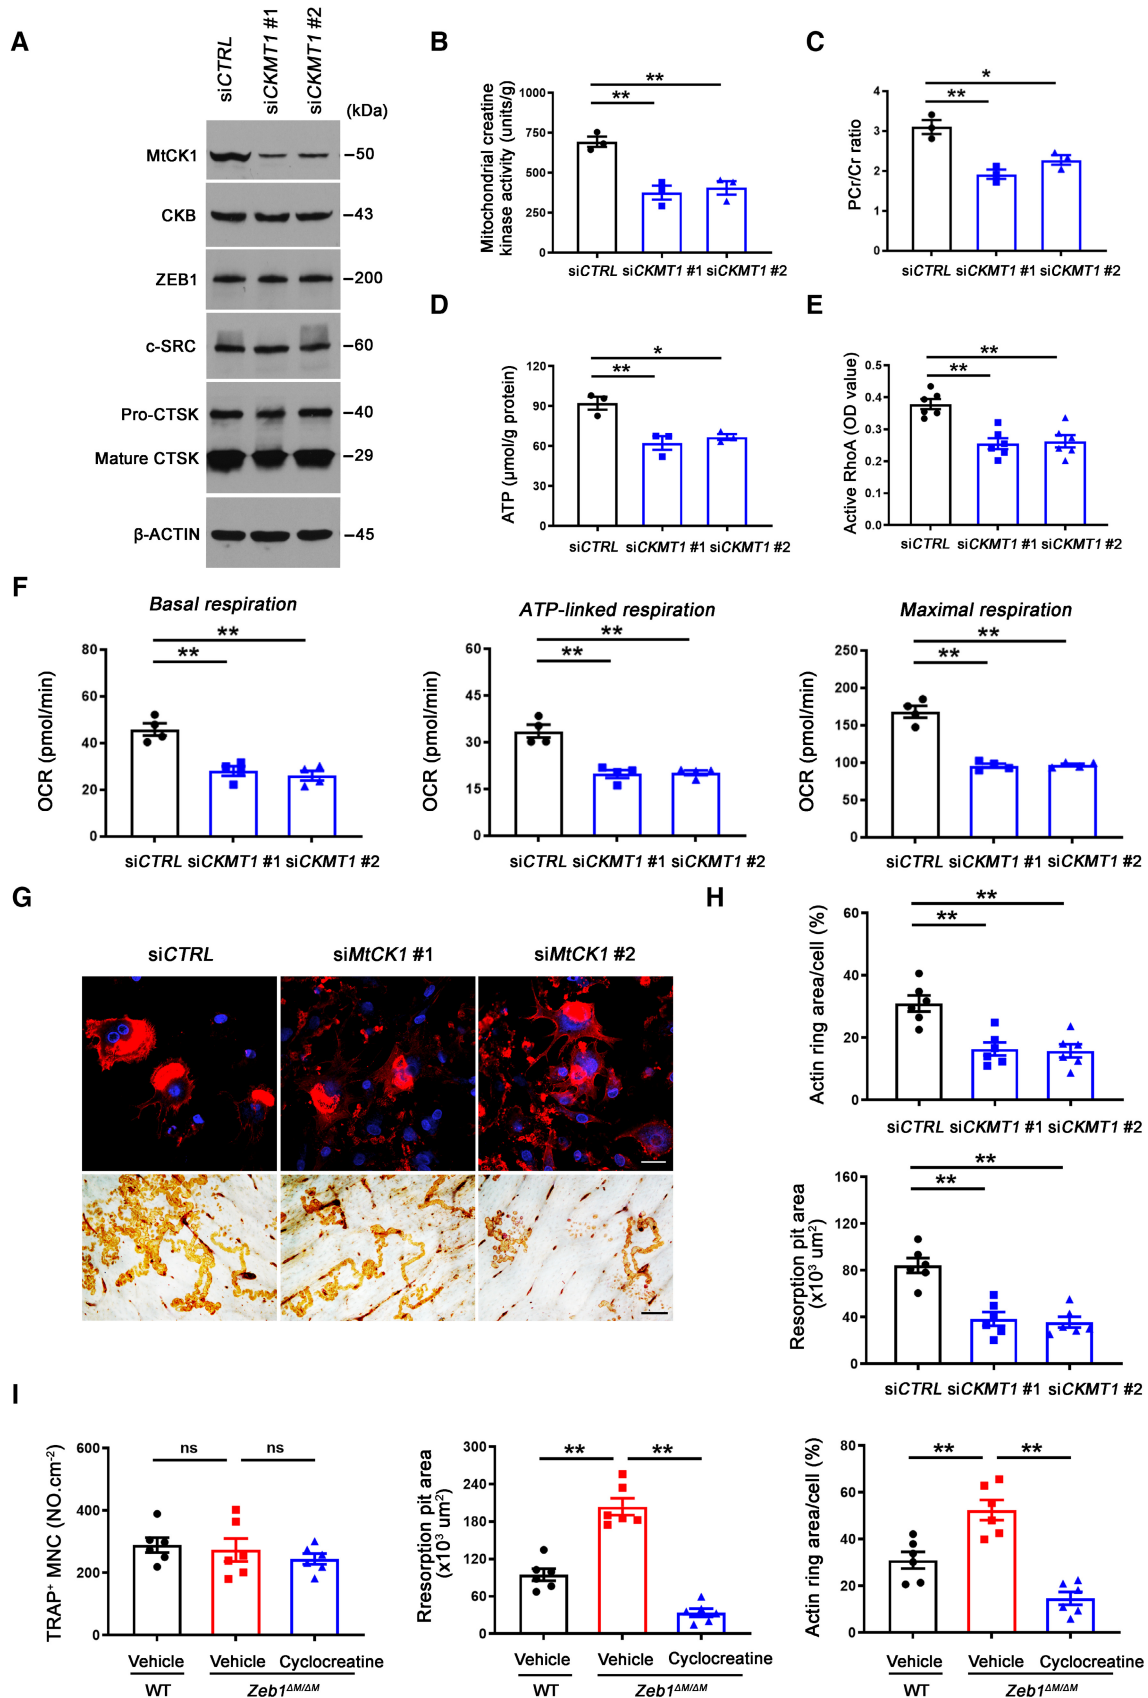 A
siCTRL
siCKMT1 #1
siCKMT1 #2
(kDa)
MtCK1
–50
CKB
–43
ZEB1
–200
c-SRC
–60
Pro-CTSK
–40
Mature CTSK
–29
β-ACTIN
–45
B
Mitochondrial creatine
kinase activity (units/g)
1000
750
500
250
0
**
**
siCTRL siCKMT1 #1 siCKMT1 #2
C
PCr/Cr ratio
4
3
2
1
0
*
**
siCTRL siCKMT1 #1 siCKMT1 #2
D
ATP (μmol/g protein)
120
90
60
30
0
*
**
siCTRL siCKMT1 #1 siCKMT1 #2
E
Active RhoA (OD value)
0.5
0.4
0.3
0.2
0.1
0.0
**
**
siCTRL siCKMT1 #1 siCKMT1 #2
F
Basal respiration
OCR (pmol/min)
80
60
40
20
0
**
**
siCTRL siCKMT1 #1 siCKMT1 #2
ATP-linked respiration
OCR (pmol/min)
60
45
30
15
0
**
**
siCTRL siCKMT1 #1 siCKMT1 #2
Maximal respiration
OCR (pmol/min)
250
200
150
100
50
0
**
**
siCTRL siCKMT1 #1 siCKMT1 #2
G
siCTRL
siMtCK1 #1
siMtCK1 #2
H
Actin ring area/cell (%)
60
40
20
0
**
**
siCTRL siCKMT1 #1 siCKMT1 #2
Resorption pit area
(x10³ um²)
160
120
80
40
0
**
**
siCTRL siCKMT1 #1 siCKMT1 #2
I
TRAP⁺ MNC (NO.cm⁻²)
600
400
200
0
ns
ns
Vehicle Vehicle Cyclocreatine
WT Zeb1ΔM/ΔM
Rresorption pit area
(x10³ um²)
300
240
180
120
60
0
**
**
Vehicle Vehicle Cyclocreatine
WT Zeb1ΔM/ΔM
Actin ring area/cell (%)
80
60
40
20
0
**
**
Vehicle Vehicle Cyclocreatine
WT Zeb1ΔM/ΔM